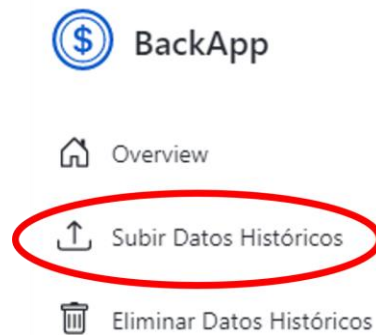 BackApp
Overview
Subir Datos Históricos
Eliminar Datos Históricos